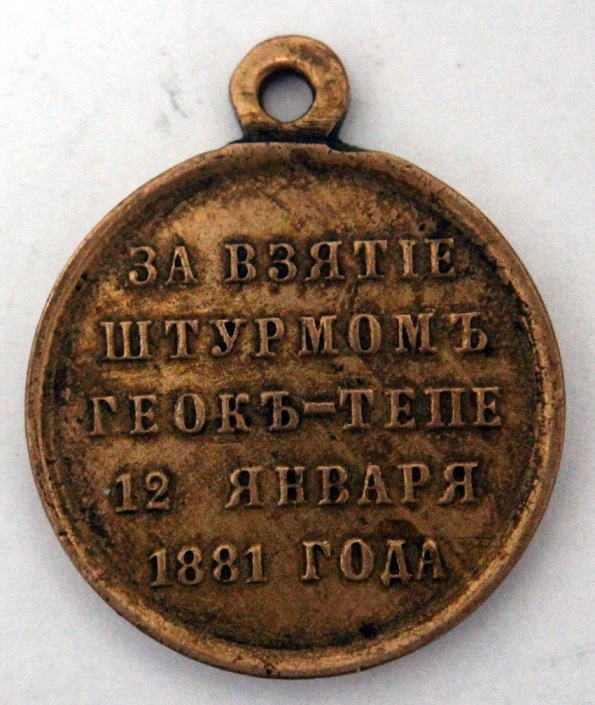 ЗА ВЗЯТІЕ
ШТУРМОМЪ
ГЕОКЪ-ТЕПЕ
12 ЯНВАРЯ
1881 ГОДА